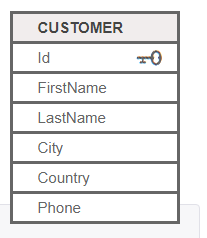 CUSTOMER
Id
FirstName
LastName
City
Country
Phone